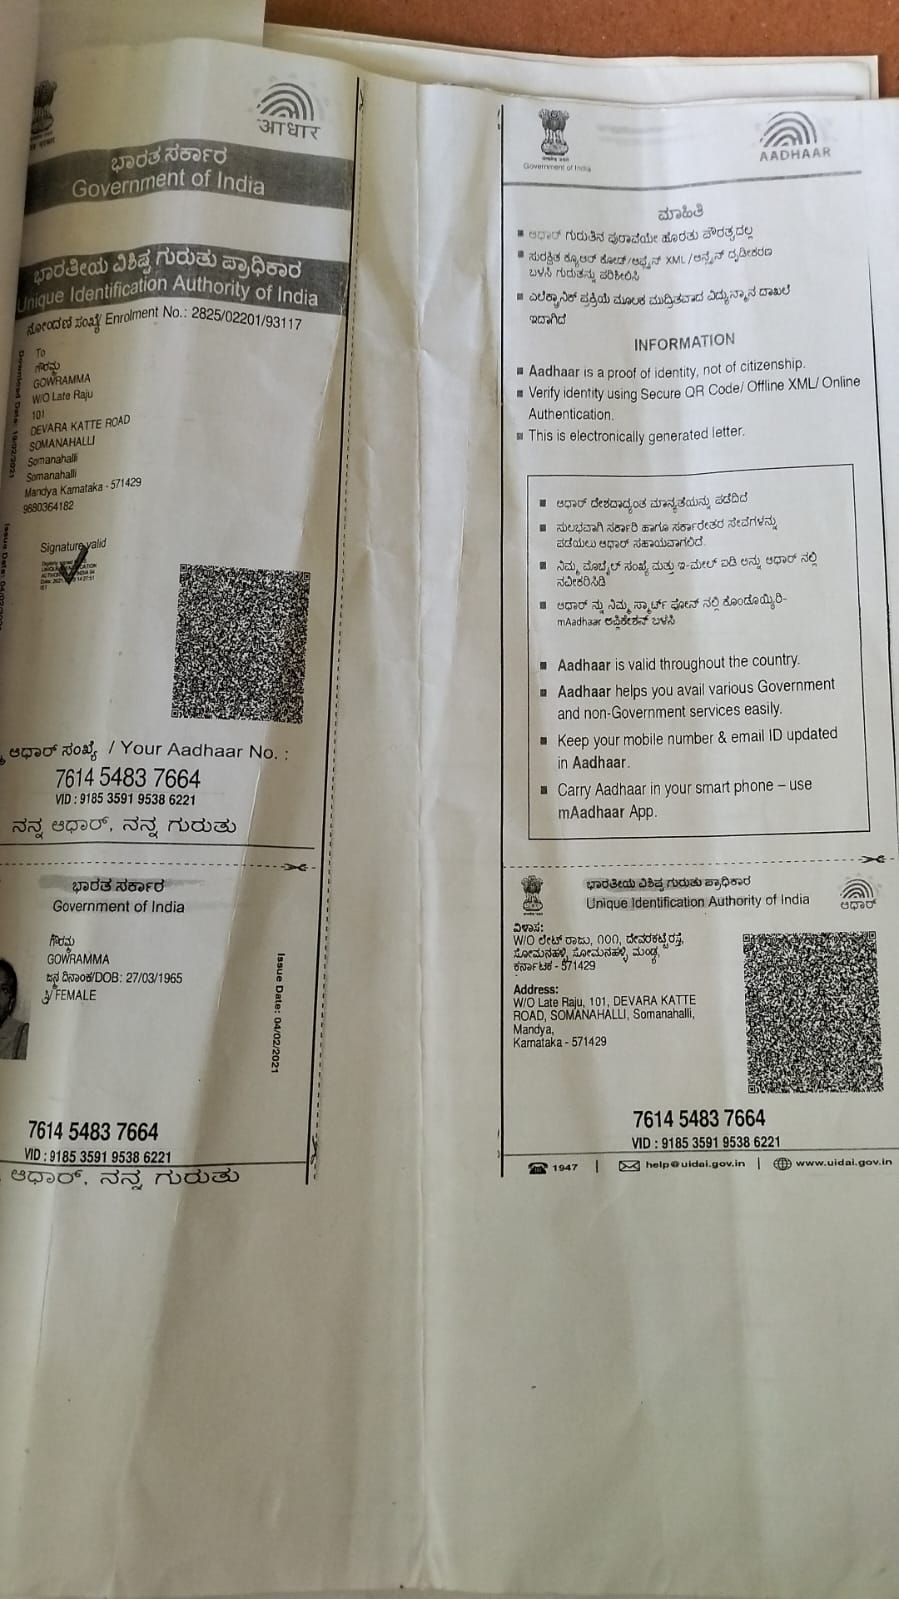 आधार
ಭಾರತ ಸರ್ಕಾರ
Government of India
ಭಾರತೀಯ ವಿಶಿಷ್ಟ ಗುರುತು ಪ್ರಾಧಿಕಾರ
Unique Identification Authority of India
ನೋಂದಣಿ ಸಂಖ್ಯೆ/ Enrolment No.: 2825/02201/93117
To
ಗೌರಮ್ಮ
GOWRAMMA
W/O Late Raju
101
DEVARA KATTE ROAD
SOMANAHALLI
Somanahalli
Somanahalli
Mandya Karnataka - 571429
9880364182
Download Date: 19/02/2021
Issue Date: 04/02/
Signature valid
ಆಧಾರ್ ಸಂಖ್ಯೆ / Your Aadhaar No. :
7614 5483 7664
VID : 9185 3591 9538 6221
ನನ್ನ ಆಧಾರ್, ನನ್ನ ಗುರುತು
ಭಾರತ ಸರ್ಕಾರ
Government of India
ಗೌರಮ್ಮ
GOWRAMMA
ಜನ್ಮ ದಿನಾಂಕ/DOB: 27/03/1965
ಸ್ತ್ರೀ/ FEMALE
Issue Date: 04/02/2021
7614 5483 7664
VID : 9185 3591 9538 6221
ಆಧಾರ್, ನನ್ನ ಗುರುತು
Government of India
AADHAAR
ಮಾಹಿತಿ
■ ಆಧಾರ್ ಗುರುತಿನ ಪುರಾವೆಯೇ ಹೊರತು ಪೌರತ್ವದಲ್ಲ
■ ಸುರಕ್ಷಿತ ಕ್ಯೂಆರ್ ಕೋಡ್/ಆಫ್ಲೈನ್ XML/ಆನ್ಲೈನ್ ದೃಢೀಕರಣ
ಬಳಸಿ ಗುರುತನ್ನು ಪರಿಶೀಲಿಸಿ
■ ಎಲೆಕ್ಟ್ರಾನಿಕ್ ಪ್ರಕ್ರಿಯೆ ಮೂಲಕ ಮುದ್ರಿತವಾದ ವಿದ್ಯುನ್ಮಾನ ದಾಖಲೆ
ಇದಾಗಿದೆ
INFORMATION
■ Aadhaar is a proof of identity, not of citizenship.
■ Verify identity using Secure QR Code/ Offline XML/ Online
Authentication.
■ This is electronically generated letter.
■ ಆಧಾರ್ ದೇಶದಾದ್ಯಂತ ಮಾನ್ಯತೆಯನ್ನು ಪಡೆದಿದೆ
■ ಸುಲಭವಾಗಿ ಸರ್ಕಾರಿ ಹಾಗೂ ಸರ್ಕಾರೇತರ ಸೇವೆಗಳನ್ನು
ಪಡೆಯಲು ಆಧಾರ್ ಸಹಾಯವಾಗಲಿದೆ.
■ ನಿಮ್ಮ ಮೊಬೈಲ್ ಸಂಖ್ಯೆ ಮತ್ತು ಇ-ಮೇಲ್ ಐಡಿ ಅನ್ನು ಆಧಾರ್ ನಲ್ಲಿ
ನವೀಕರಿಸಿಡಿ
■ ಆಧಾರ್ ನ್ನು ನಿಮ್ಮ ಸ್ಮಾರ್ಟ್ ಫೋನ್ ನಲ್ಲಿ ಕೊಂಡೊಯ್ಯಿರಿ-
mAadhaar ಅಪ್ಲಿಕೇಶನ್ ಬಳಸಿ
■ Aadhaar is valid throughout the country.
■ Aadhaar helps you avail various Government
and non-Government services easily.
■ Keep your mobile number & email ID updated
in Aadhaar.
■ Carry Aadhaar in your smart phone – use
mAadhaar App.
ಭಾರತೀಯ ವಿಶಿಷ್ಟ ಗುರುತು ಪ್ರಾಧಿಕಾರ
Unique Identification Authority of India
ಆಧಾರ್
ವಿಳಾಸ:
W/O ಲೇಟ್ ರಾಜು, ೧೦೧, ದೇವರಕಟ್ಟೆ ರಸ್ತೆ,
ಸೋಮನಹಳ್ಳಿ, ಸೋಮನಹಳ್ಳಿ, ಮಂಡ್ಯ,
ಕರ್ನಾಟಕ - 571429
Address:
W/O Late Raju, 101, DEVARA KATTE
ROAD, SOMANAHALLI, Somanahalli,
Mandya,
Karnataka - 571429
7614 5483 7664
VID : 9185 3591 9538 6221
1947 | help@uidai.gov.in | www.uidai.gov.in